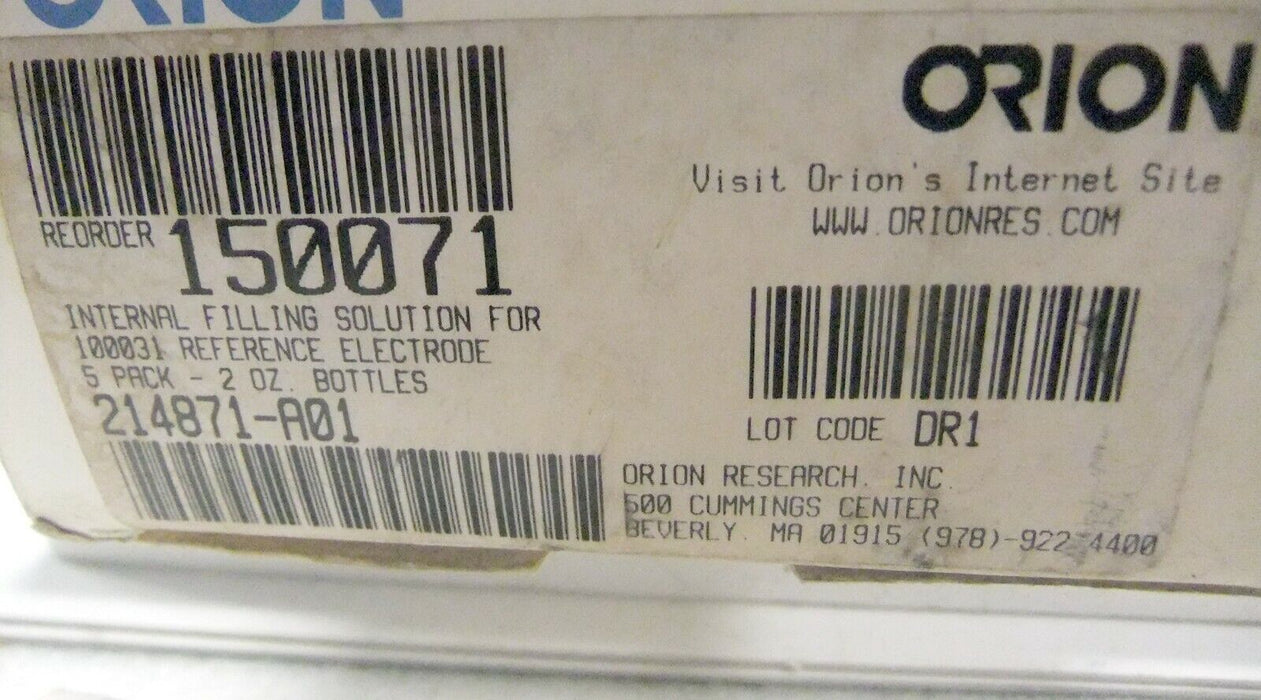 ORION
ORION
Visit Orion's Internet Site
WWW.ORIONRES.COM
REORDER 150071
INTERNAL FILLING SOLUTION FOR
100031 REFERENCE ELECTRODE
5 PACK - 2 OZ. BOTTLES
214871-A01
LOT CODE DR1
ORION RESEARCH. INC.
500 CUMMINGS CENTER
BEVERLY. MA 01915 (978)-922-4400